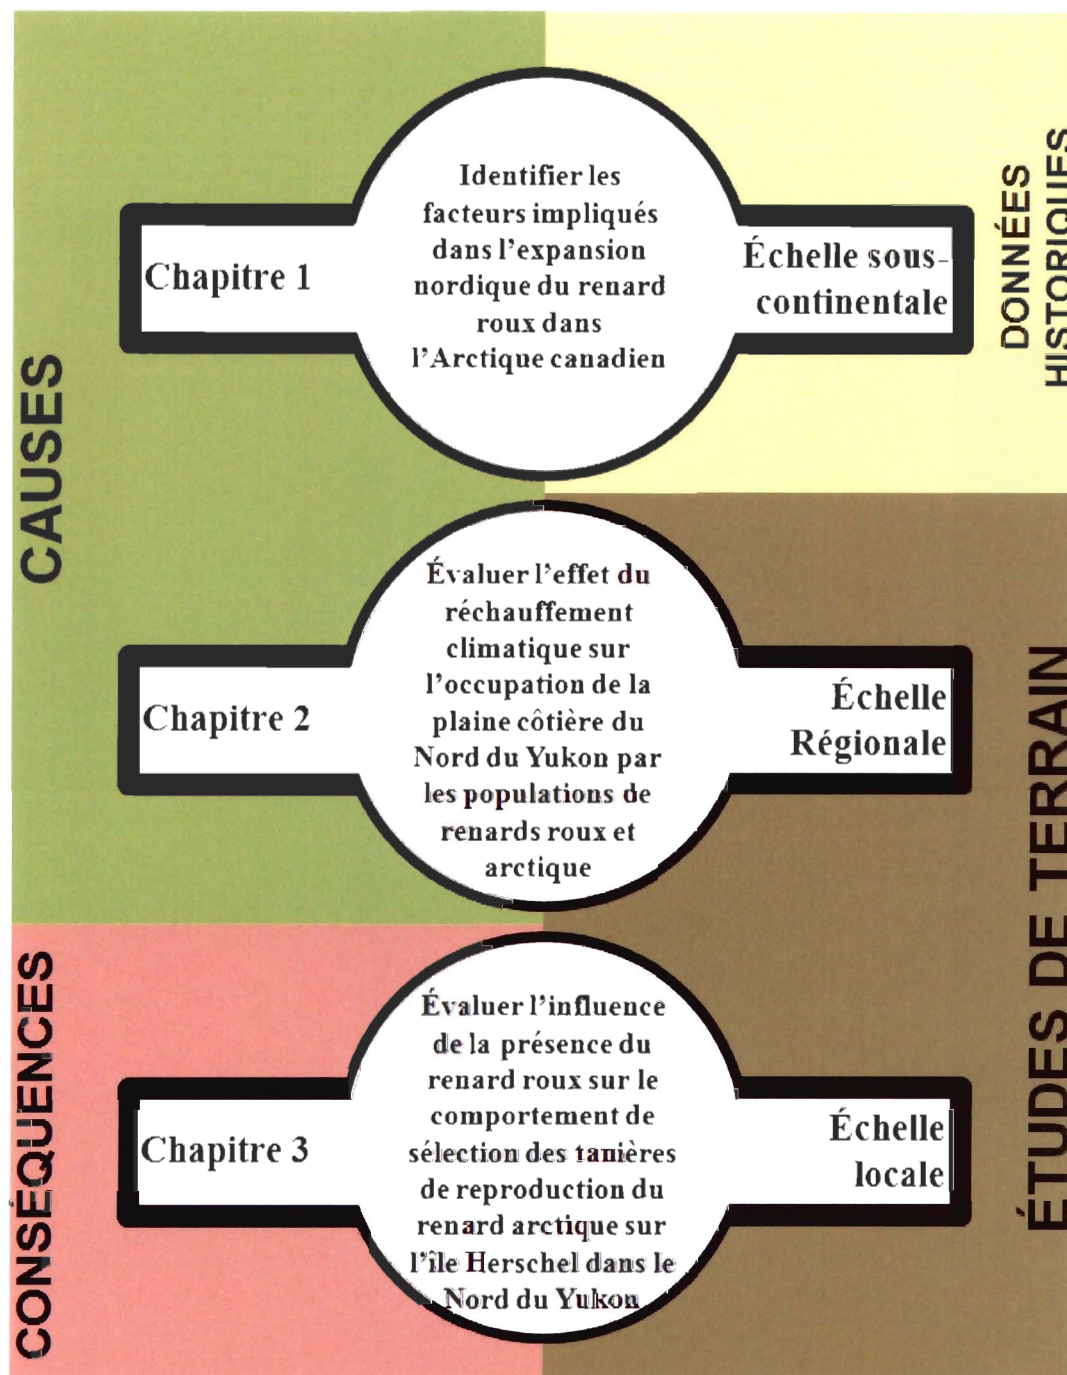 DONNÉES
HISTORIQUES
CAUSES
Chapitre 1
Identifier les
facteurs impliqués
dans l'expansion
nordique du renard
roux dans
l'Arctique canadien
Échelle sous-
continentale
ÉTUDES DE TERRAIN
Chapitre 2
Évaluer l'effet du
réchauffement
climatique sur
l'occupation de la
plaine côtière du
Nord du Yukon par
les populations de
renards roux et
arctique
Échelle
Régionale
CONSÉQUENCES
Chapitre 3
Évaluer l'influence
de la présence du
renard roux sur le
comportement de
sélection des tanières
de reproduction du
renard arctique sur
l'île Herschel dans le
Nord du Yukon
Échelle
locale